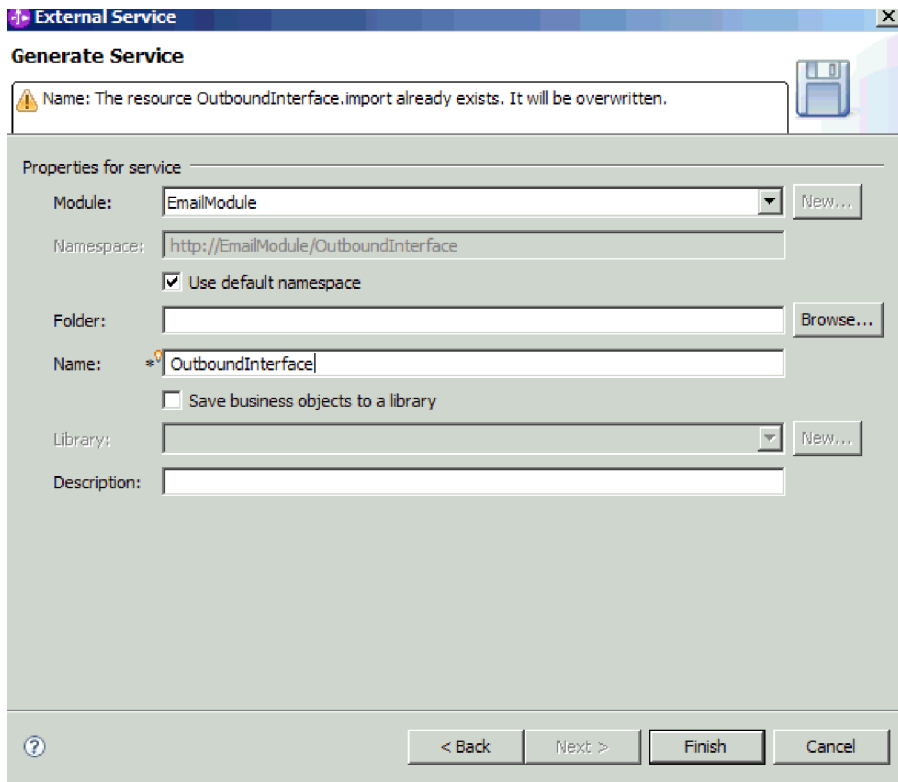 External Service
Generate Service
Name: The resource OutboundInterface.import already exists. It will be overwritten.
Properties for service
Module: EmailModule New...
Namespace: http://EmailModule/OutboundInterface
Use default namespace
Folder: Browse...
Name: * OutboundInterface
Save business objects to a library
Library: New...
Description:
? < Back Next > Finish Cancel